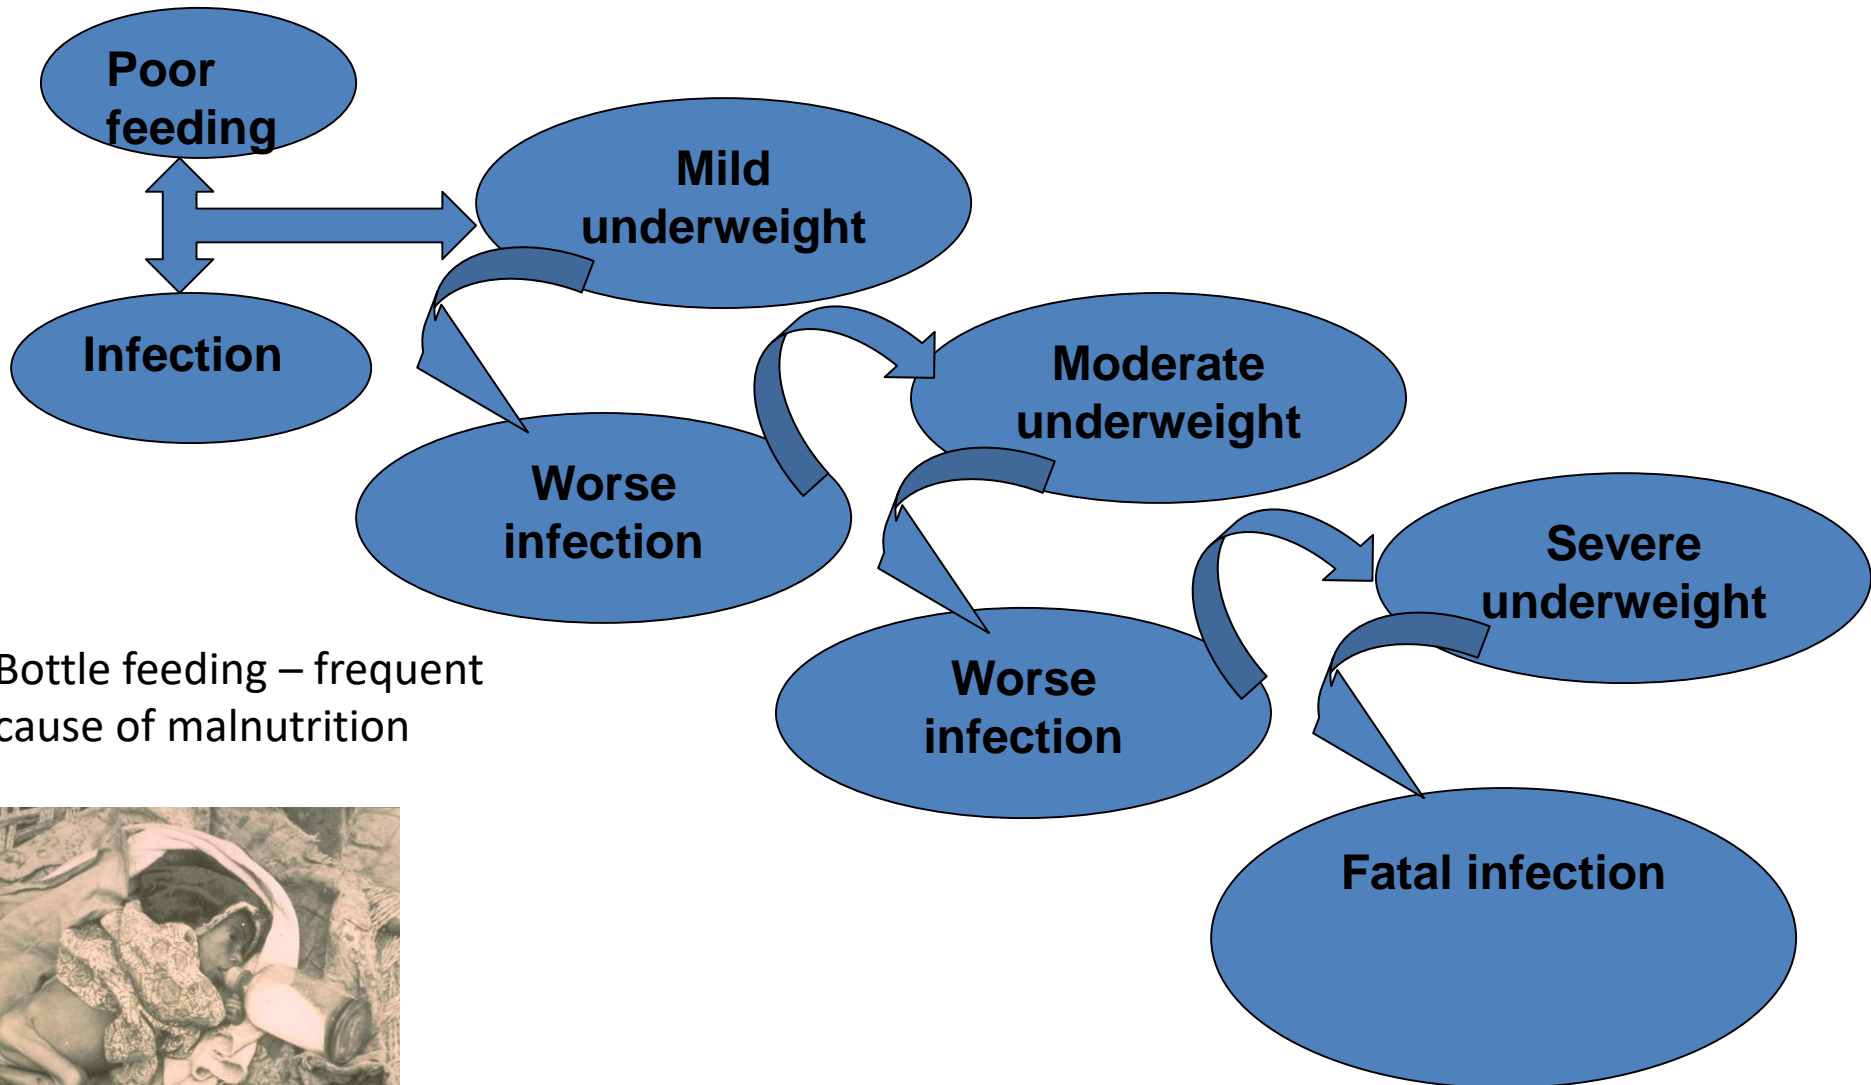 Poor
feeding
Mild
underweight
Infection
Moderate
underweight
Worse
infection
Severe
underweight
Bottle feeding – frequent
cause of malnutrition
Worse
infection
Fatal infection